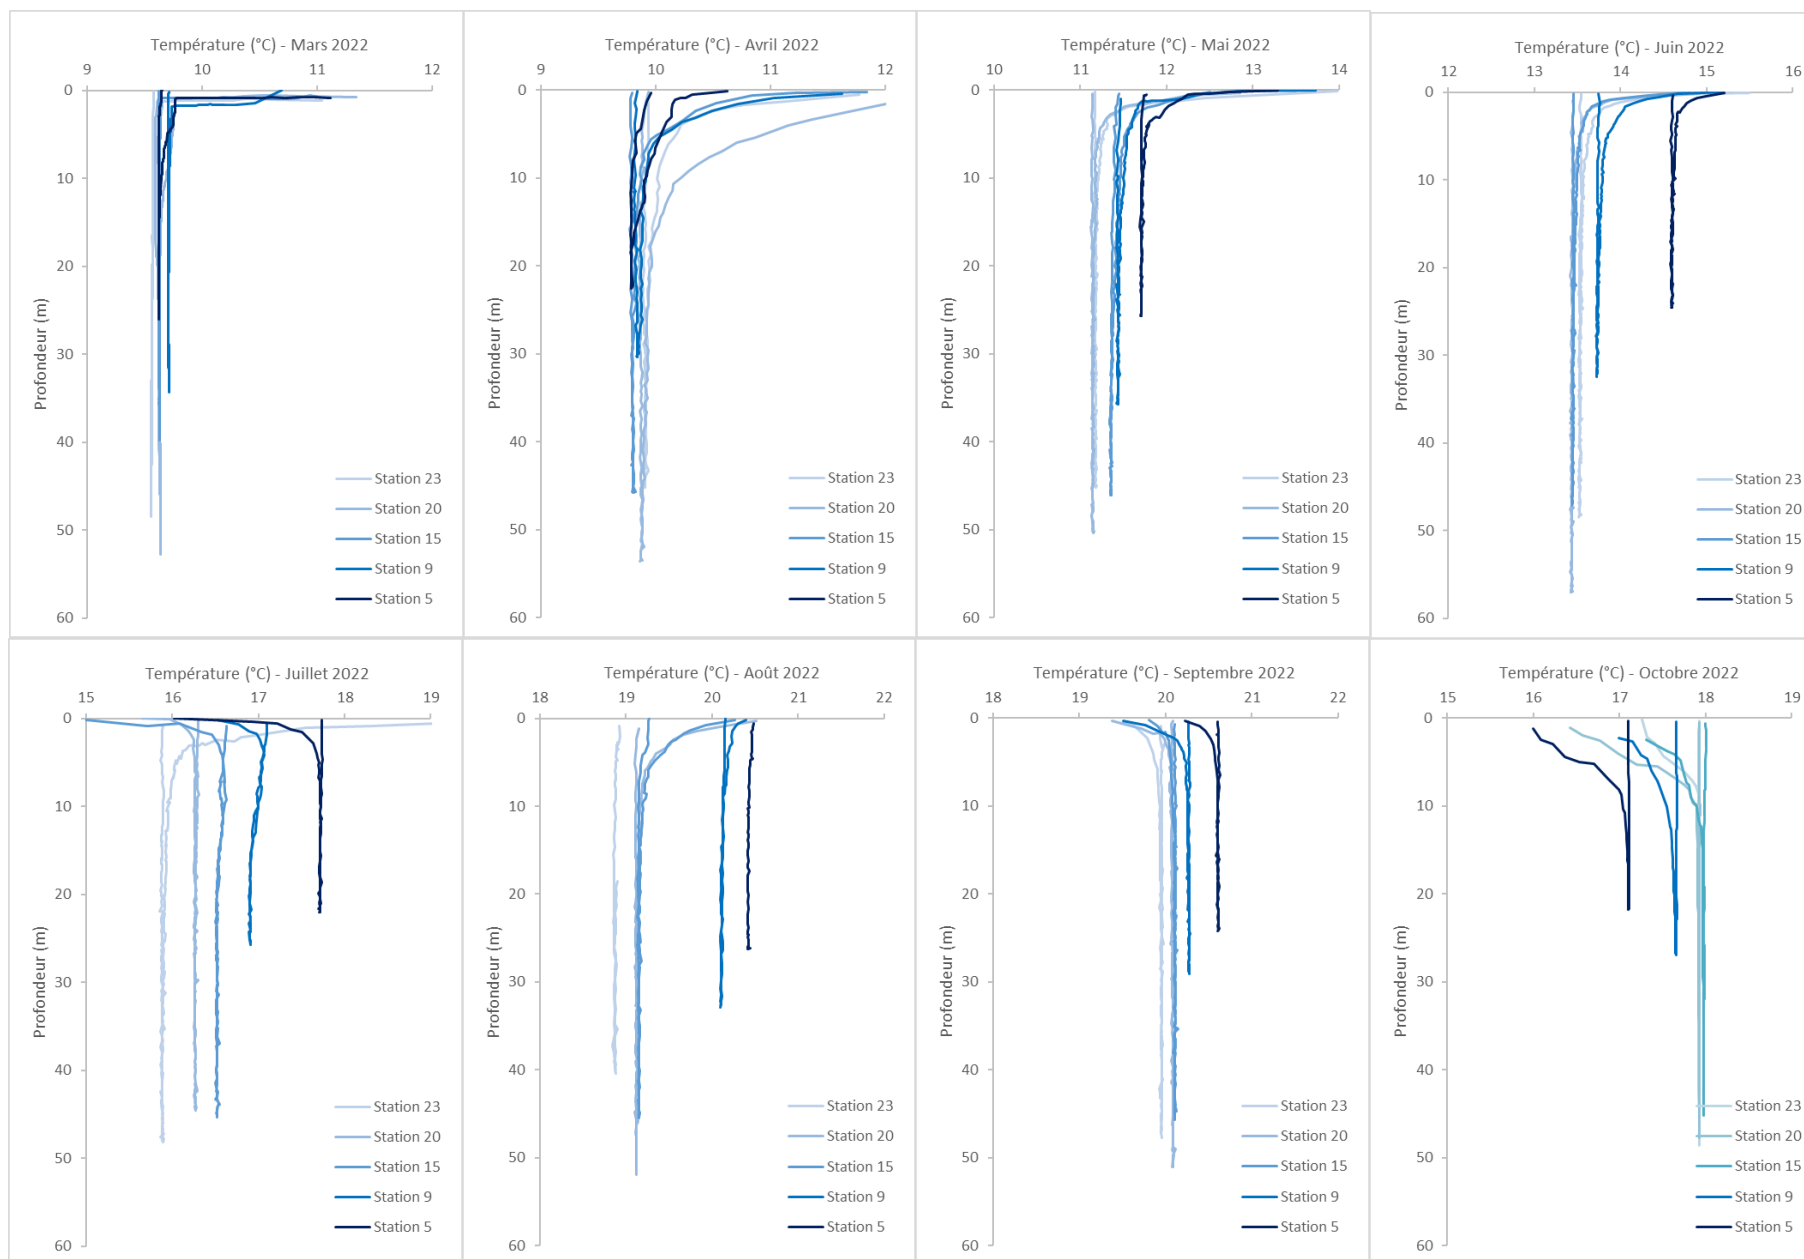 Température (°C) - Mars 2022
9 10 11 12
0
10
20
30
40
50
60
Profondeur (m)
Station 23
Station 20
Station 15
Station 9
Station 5
Température (°C) - Avril 2022
9 10 11 12
0
10
20
30
40
50
60
Profondeur (m)
Station 23
Station 20
Station 15
Station 9
Station 5
Température (°C) - Mai 2022
10 11 12 13 14
0
10
20
30
40
50
60
Profondeur (m)
Station 23
Station 20
Station 15
Station 9
Station 5
Température (°C) - Juin 2022
12 13 14 15 16
0
10
20
30
40
50
60
Profondeur (m)
Station 23
Station 20
Station 15
Station 9
Station 5
Température (°C) - Juillet 2022
15 16 17 18 19
0
10
20
30
40
50
60
Profondeur (m)
Station 23
Station 20
Station 15
Station 9
Station 5
Température (°C) - Août 2022
18 19 20 21 22
0
10
20
30
40
50
60
Profondeur (m)
Station 23
Station 20
Station 15
Station 9
Station 5
Température (°C) - Septembre 2022
18 19 20 21 22
0
10
20
30
40
50
60
Profondeur (m)
Station 23
Station 20
Station 15
Station 9
Station 5
Température (°C) - Octobre 2022
15 16 17 18 19
0
10
20
30
40
50
60
Profondeur (m)
Station 23
Station 20
Station 15
Station 9
Station 5